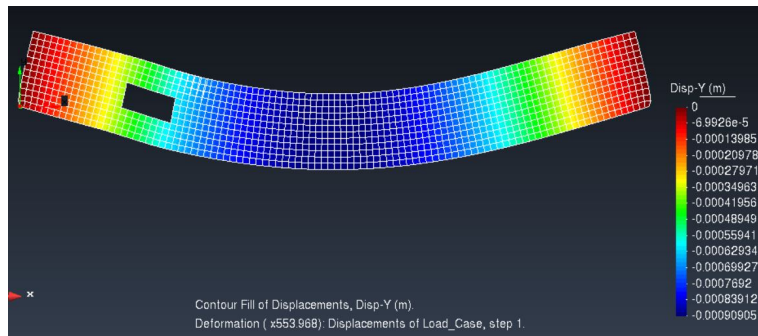 Disp-Y (m)
0
-6.9926e-5
-0.00013985
-0.00020978
-0.00027971
-0.00034963
-0.00041956
-0.00048949
-0.00055941
-0.00062934
-0.00069927
-0.0007692
-0.00083912
-0.00090905
x
Contour Fill of Displacements, Disp-Y (m).
Deformation ( x553.968): Displacements of Load_Case, step 1.